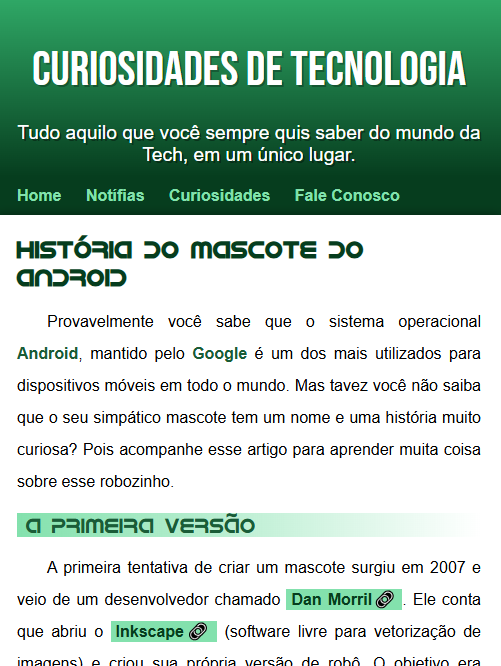 CURIOSIDADES DE TECNOLOGIA
Tudo aquilo que você sempre quis saber do mundo da
Tech, em um único lugar.
Home Notífias Curiosidades Fale Conosco
História do Mascote do
Android
Provavelmente você sabe que o sistema operacional
Android, mantido pelo Google é um dos mais utilizados para
dispositivos móveis em todo o mundo. Mas tavez você não saiba
que o seu simpático mascote tem um nome e uma história muito
curiosa? Pois acompanhe esse artigo para aprender muita coisa
sobre esse robozinho.
A primeira versão
A primeira tentativa de criar um mascote surgiu em 2007 e
veio de um desenvolvedor chamado Dan Morril. Ele conta
que abriu o Inkscape (software livre para vetorização de
imagens) e criou sua própria versão de robô. O objetivo era